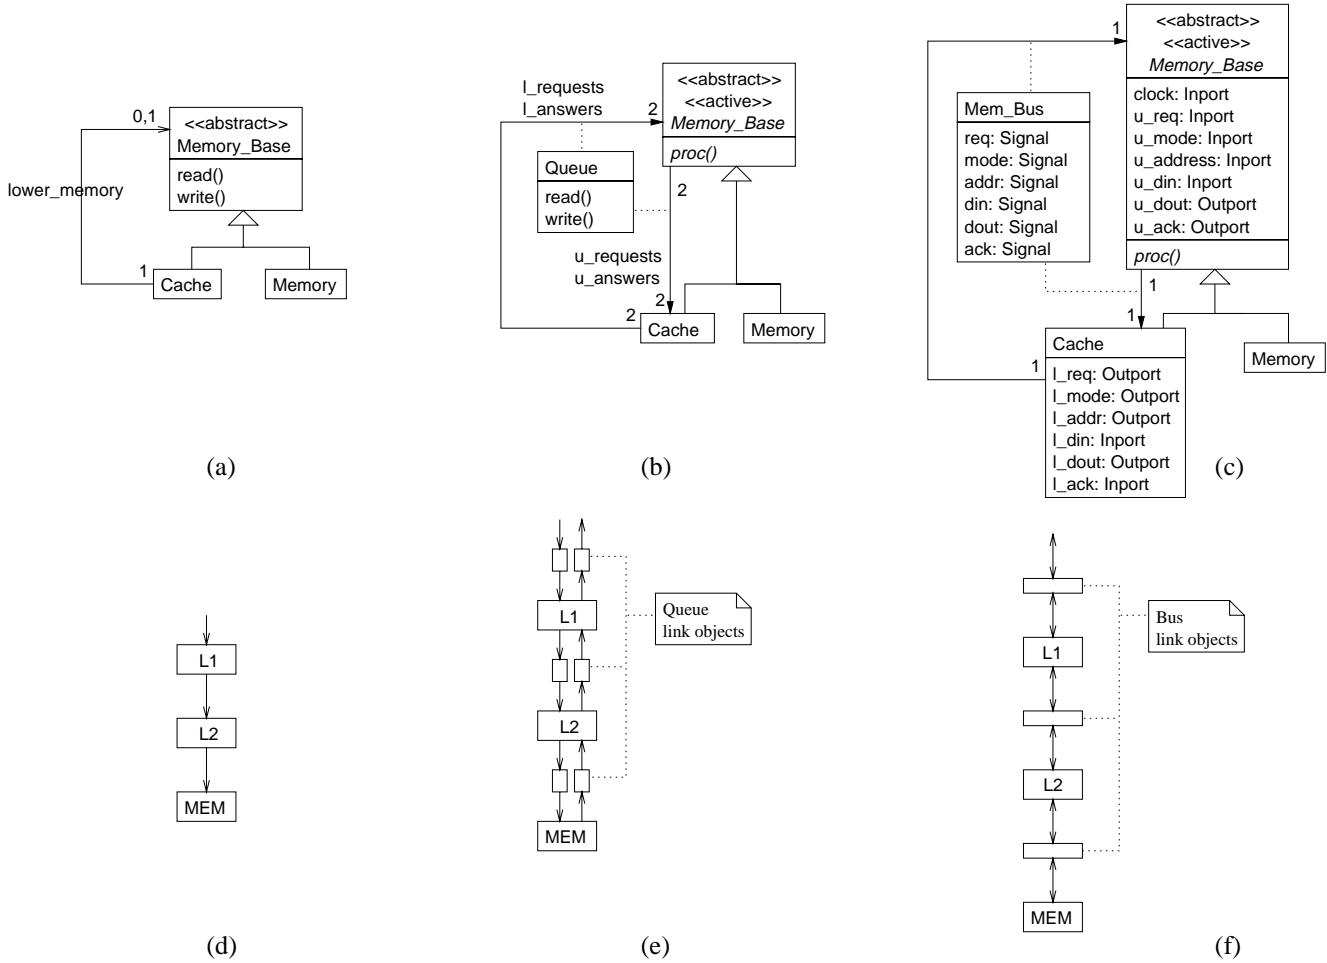 0,1
<<abstract>>
Memory_Base
read()
write()
lower_memory
1
Cache
Memory
(a)
l_requests
l_answers
2
<<abstract>>
<<active>>
Memory_Base
proc()
Queue
read()
write()
2
u_requests
u_answers
2
2
Cache
Memory
(b)
1
<<abstract>>
<<active>>
Memory_Base
clock: Inport
u_req: Inport
u_mode: Inport
u_address: Inport
u_din: Inport
u_dout: Outport
u_ack: Outport
proc()
Mem_Bus
req: Signal
mode: Signal
addr: Signal
din: Signal
dout: Signal
ack: Signal
1
1
1
Cache
l_req: Outport
l_mode: Outport
l_addr: Outport
l_din: Inport
l_dout: Outport
l_ack: Inport
Memory
(c)
L1
L2
MEM
(d)
L1
L2
MEM
Queue
link objects
(e)
L1
L2
MEM
Bus
link objects
(f)